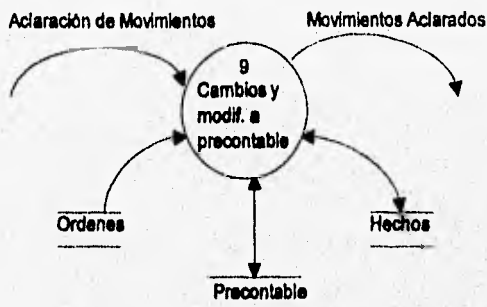 Aclaración de Movimientos
Movimientos Aclarados
9
Cambios y
modif. a
precontable
Ordenes
Hechos
Precontable